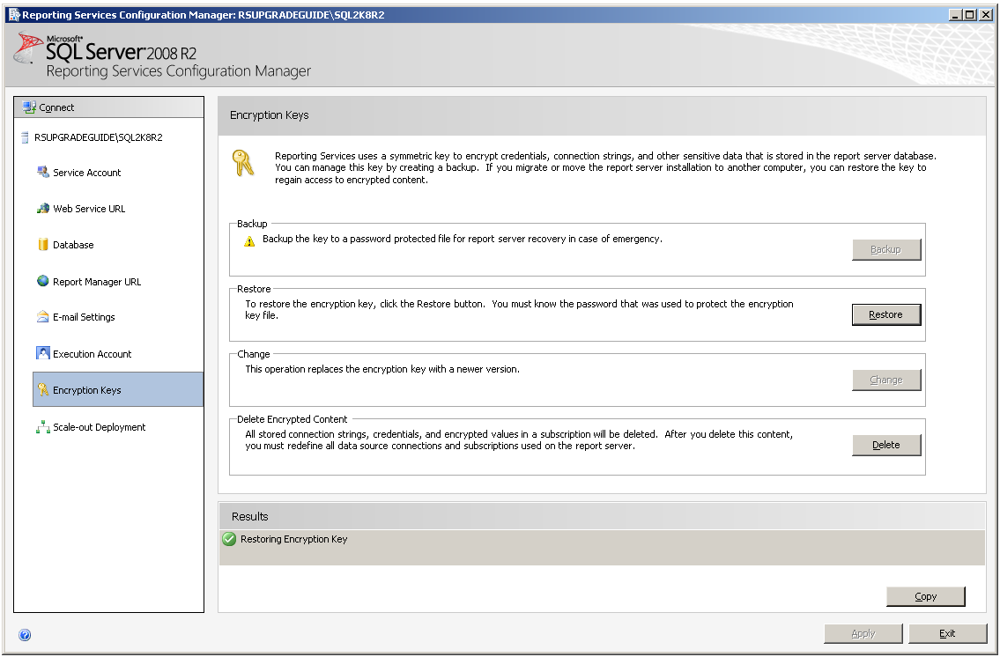 Reporting Services Configuration Manager: RSUPGRADEGUIDE\SQL2K8R2
Microsoft®
SQL Server 2008 R2
Reporting Services Configuration Manager
Connect
RSUPGRADEGUIDE\SQL2K8R2
Service Account
Web Service URL
Database
Report Manager URL
E-mail Settings
Execution Account
Encryption Keys
Scale-out Deployment
Encryption Keys
Reporting Services uses a symmetric key to encrypt credentials, connection strings, and other sensitive data that is stored in the report server database.
You can manage this key by creating a backup.  If you migrate or move the report server installation to another computer, you can restore the key to
regain access to encrypted content.
Backup
Backup the key to a password protected file for report server recovery in case of emergency.
Backup
Restore
To restore the encryption key, click the Restore button.  You must know the password that was used to protect the encryption
key file.
Restore
Change
This operation replaces the encryption key with a newer version.
Change
Delete Encrypted Content
All stored connection strings, credentials, and encrypted values in a subscription will be deleted.  After you delete this content,
you must redefine all data source connections and subscriptions used on the report server.
Delete
Results
Restoring Encryption Key
Copy
Apply
Exit